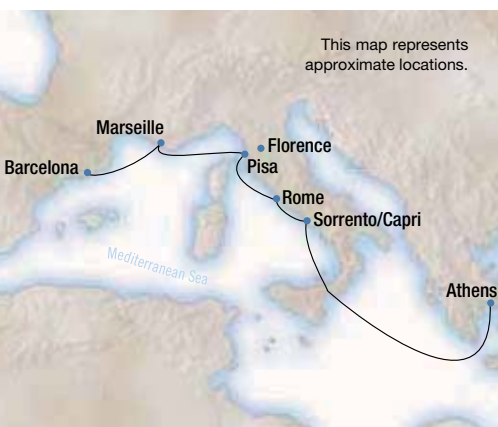 This map represents
approximate locations.
Marseille
Florence
Barcelona
Pisa
Rome
Sorrento/Capri
Mediterranean Sea
Athens